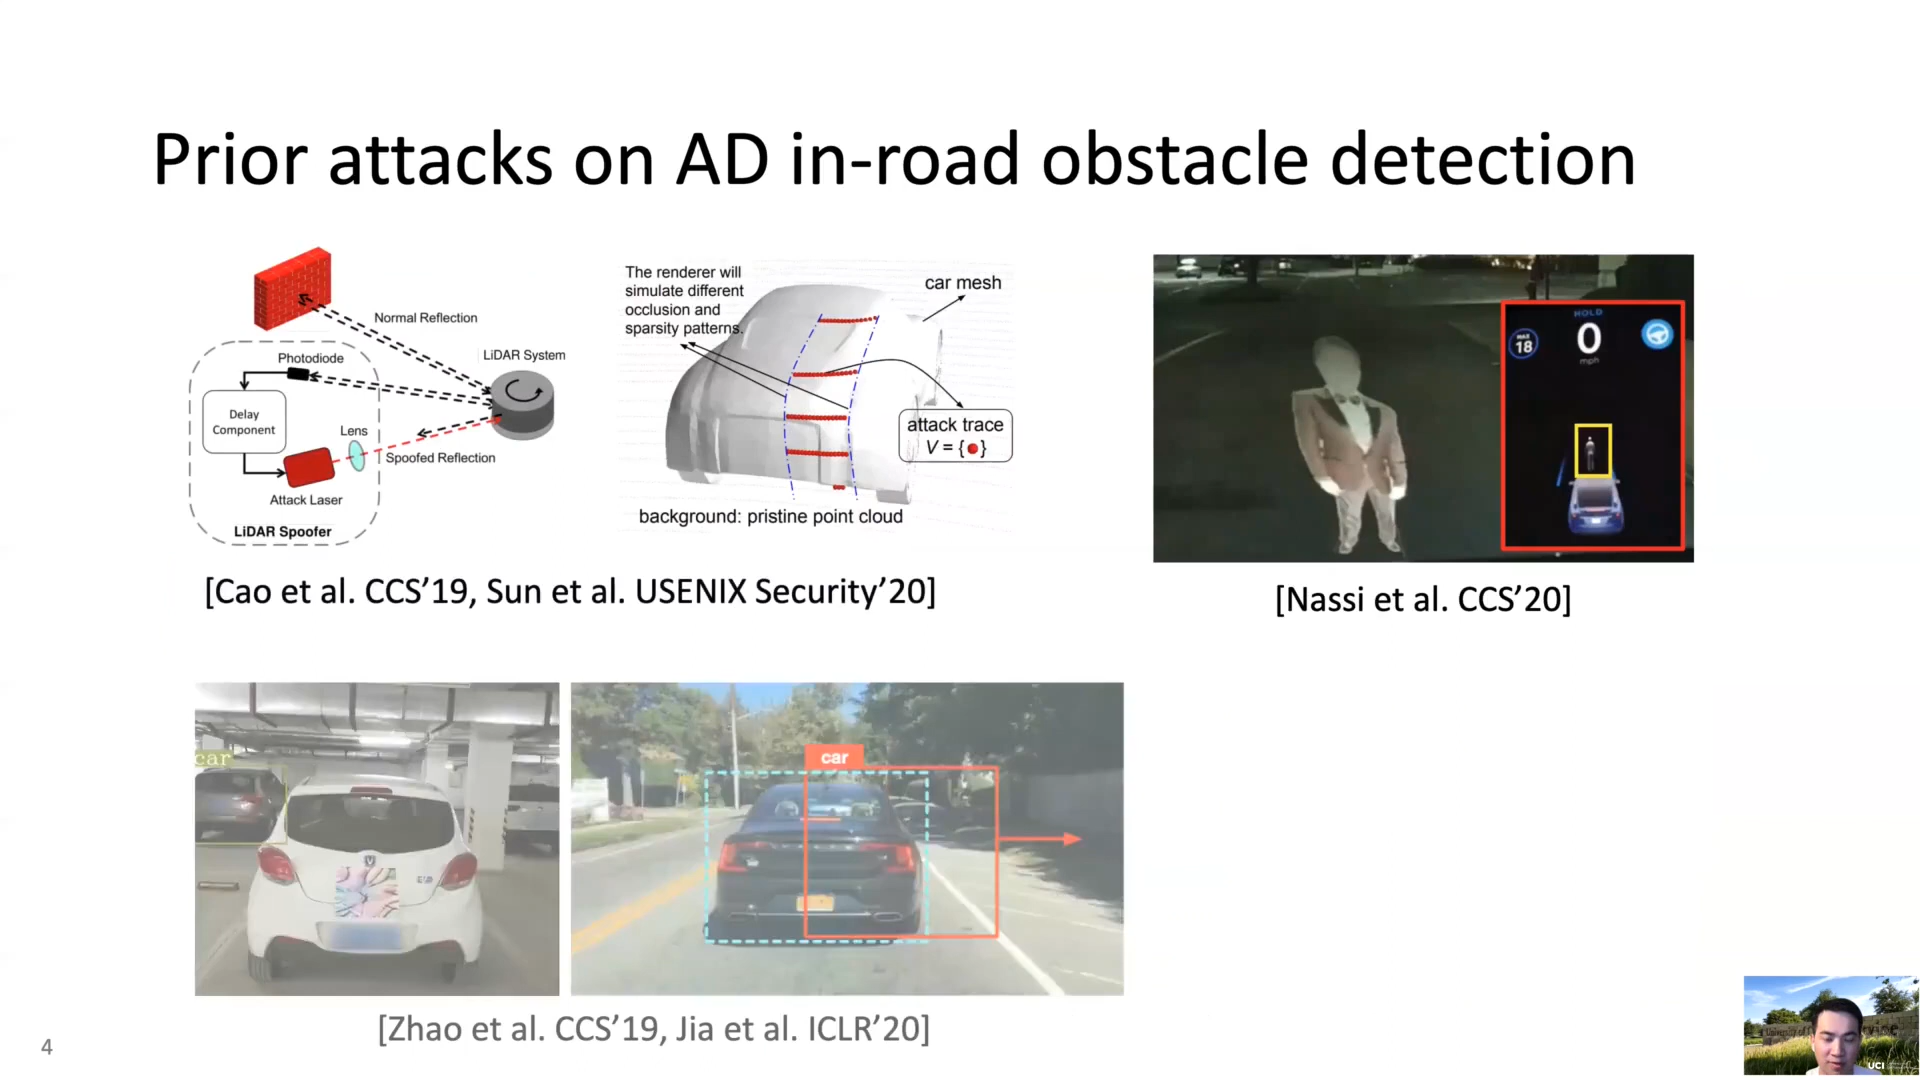 Prior attacks on AD in-road obstacle detection
Normal Reflection
Photodiode
LiDAR System
Delay
Component
Lens
Spoofed Reflection
Attack Laser
LiDAR Spoofer
The renderer will
simulate different
occlusion and
sparsity patterns.
car mesh
attack trace
V = {●}
background: pristine point cloud
[Cao et al. CCS’19, Sun et al. USENIX Security’20]
HOLD
MAX
18
0
mph
[Nassi et al. CCS’20]
car
car
[Zhao et al. CCS’19, Jia et al. ICLR’20]
4
UCI